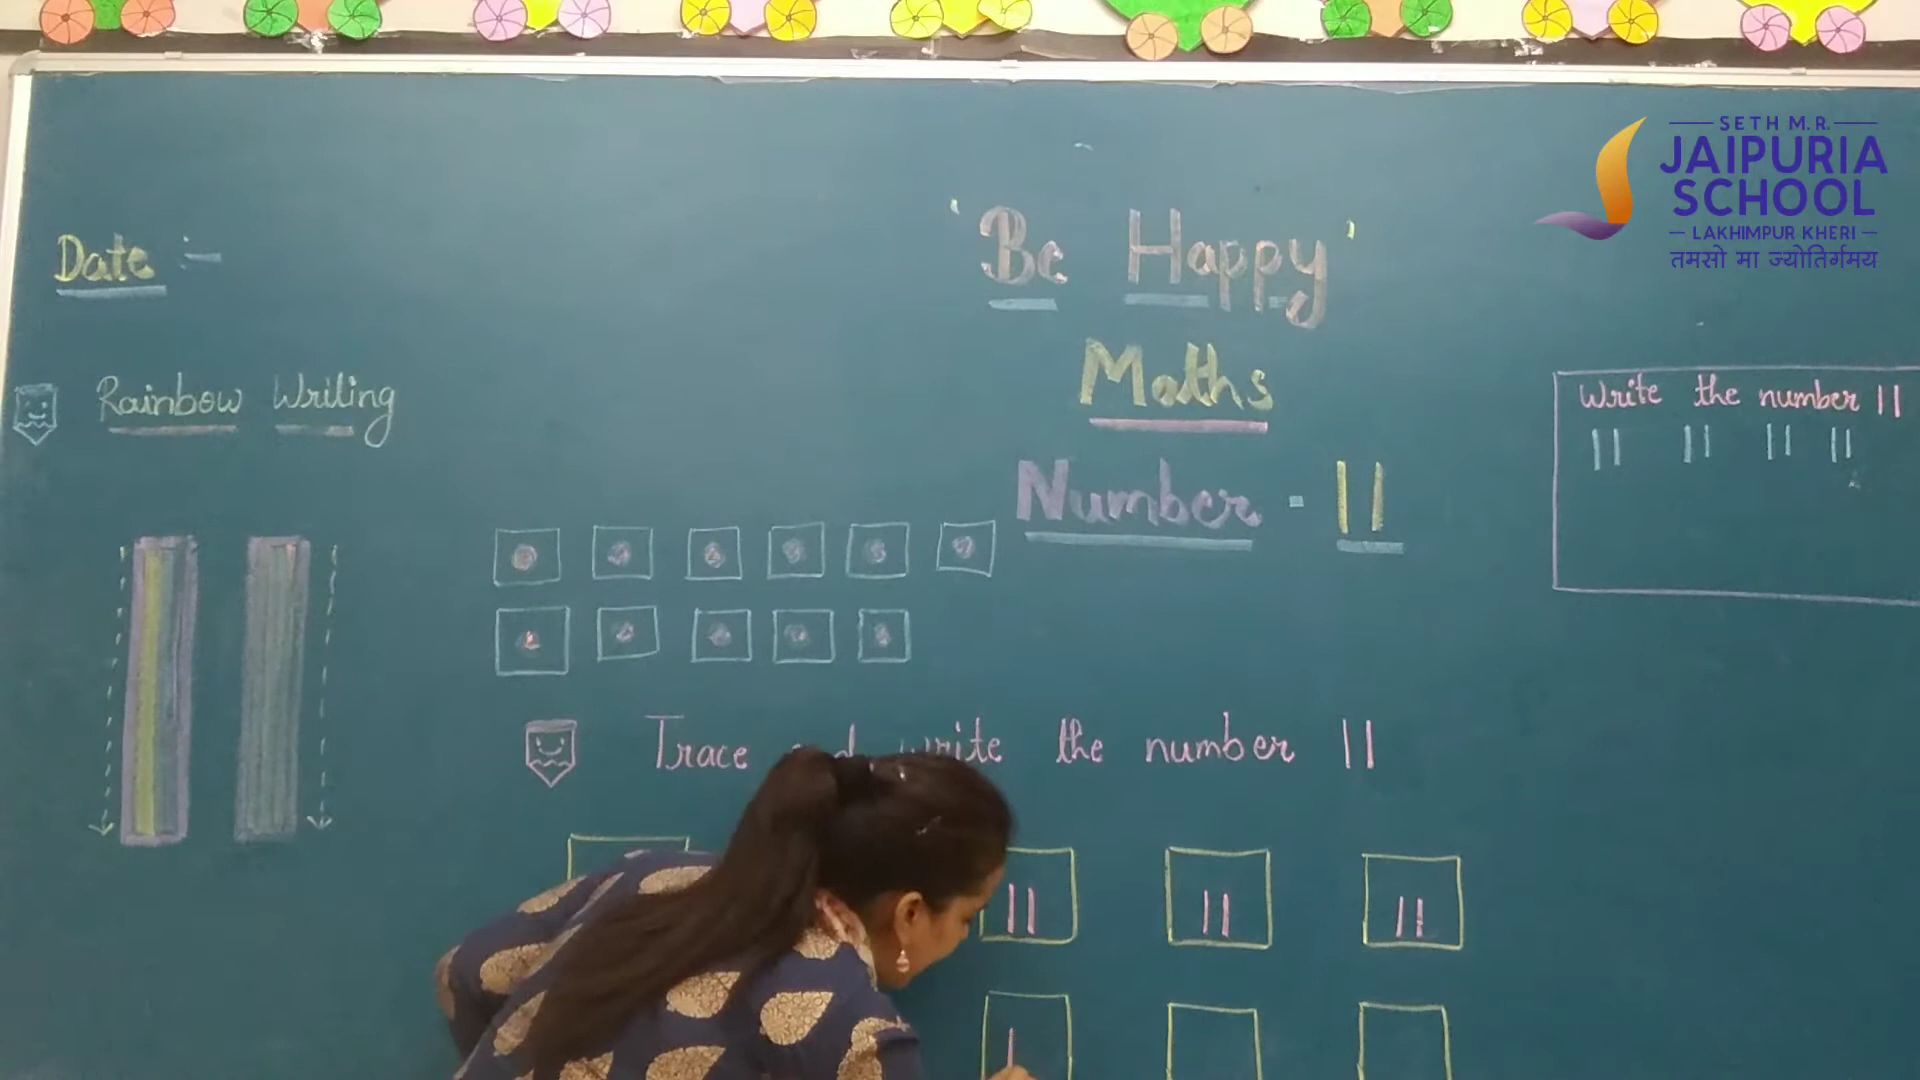 SETH M.R.
JAIPURIA
SCHOOL
LAKHIMPUR KHERI
तमसो मा ज्योतिर्गमय
Date :-
'Be Happy'
Maths
Rainbow Writing
Number - 11
Write the number 11
11 11 11 11
Trace write the number 11
11 11 11